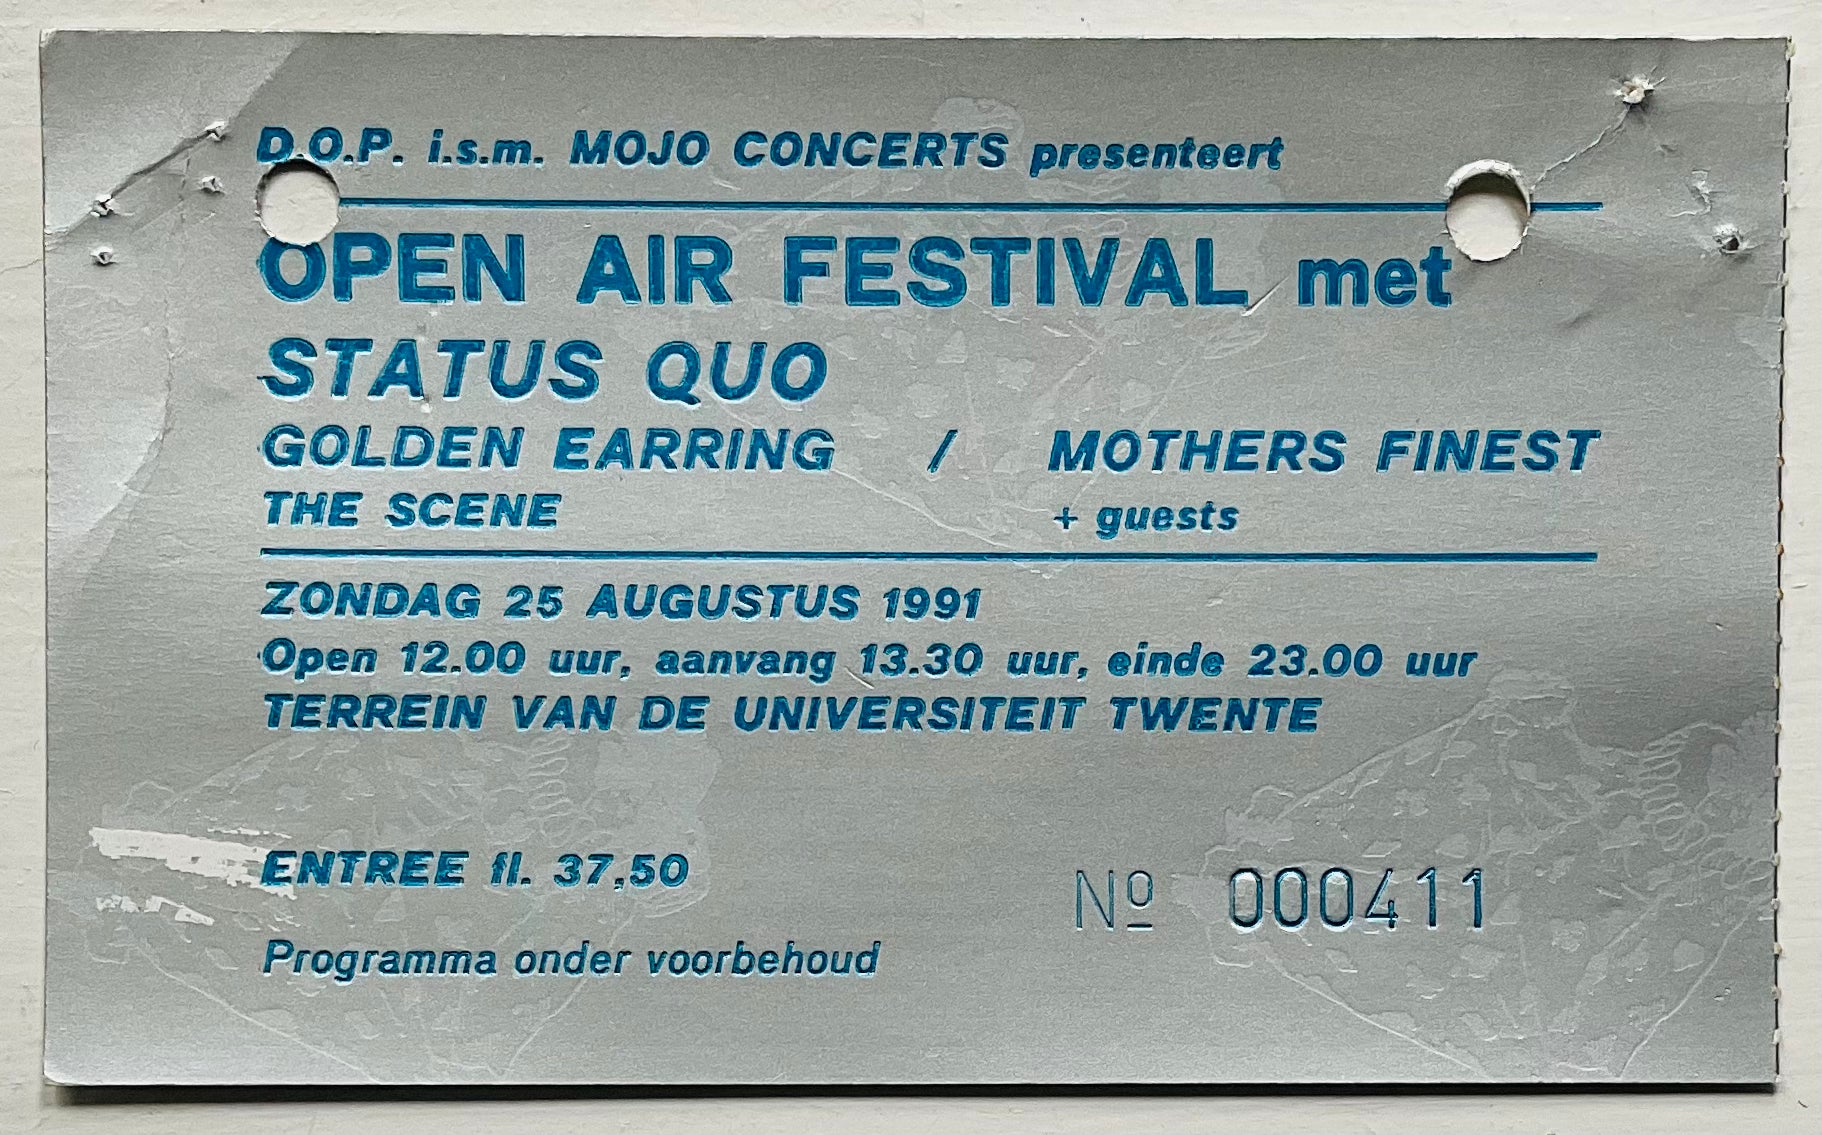 D.O.P. i.s.m. MOJO CONCERTS presenteert
OPEN AIR FESTIVAL met
STATUS QUO
GOLDEN EARRING / MOTHERS FINEST
THE SCENE + guests
ZONDAG 25 AUGUSTUS 1991
Open 12.00 uur, aanvang 13.30 uur, einde 23.00 uur
TERREIN VAN DE UNIVERSITEIT TWENTE
ENTREE fl. 37,50
Nº 000411
Programma onder voorbehoud